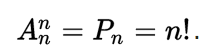 $A_n^n = P_n = n!.$